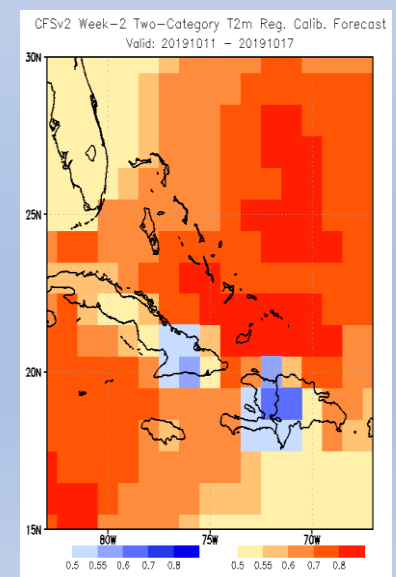 CFSv2 Week-2 Two-Category T2m Reg. Calib. Forecast
Valid: 20191011 - 20191017
30N
25N
20N
15N
80W 75W 70W
0.5 0.55 0.6 0.7 0.8 0.5 0.55 0.6 0.7 0.8